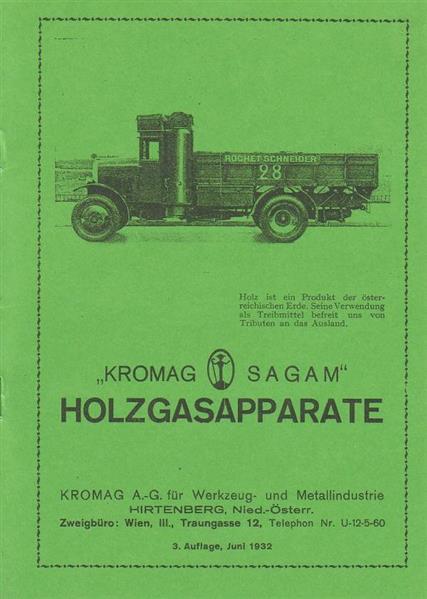 ROCHET-SCHNEIDER
28
Holz ist ein Produkt der öster-
reichischen Erde. Seine Verwendung
als Treibmittel befreit uns von
Tributen an das Ausland.
„KROMAG SAGAM“
HOLZGASAPPARATE
KROMAG A.-G. für Werkzeug- und Metallindustrie
HIRTENBERG, Nied.-Österr.
Zweigbüro: Wien, III., Traungasse 12, Telephon Nr. U-12-5-60
3. Auflage, Juni 1932